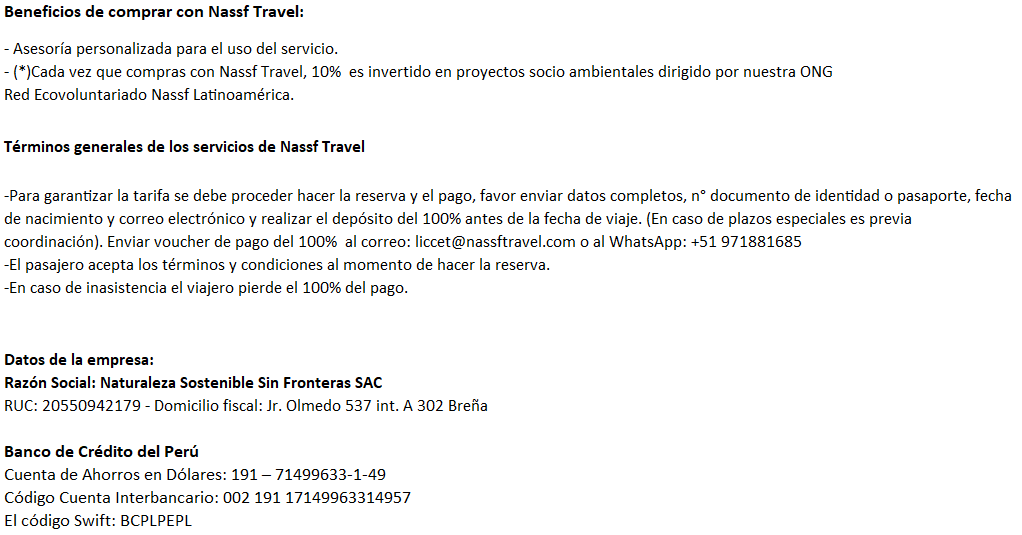 Beneficios de comprar con Nassf Travel:
- Asesoría personalizada para el uso del servicio.
- (*)Cada vez que compras con Nassf Travel, 10%  es invertido en proyectos socio ambientales dirigido por nuestra ONG
Red Ecovoluntariado Nassf Latinoamérica.
Términos generales de los servicios de Nassf Travel
-Para garantizar la tarifa se debe proceder hacer la reserva y el pago, favor enviar datos completos, n° documento de identidad o pasaporte, fecha
de nacimiento y correo electrónico y realizar el depósito del 100% antes de la fecha de viaje. (En caso de plazos especiales es previa
coordinación). Enviar voucher de pago del 100%  al correo: liccet@nassftravel.com o al WhatsApp: +51 971881685
-El pasajero acepta los términos y condiciones al momento de hacer la reserva.
-En caso de inasistencia el viajero pierde el 100% del pago.
Datos de la empresa:
Razón Social: Naturaleza Sostenible Sin Fronteras SAC
RUC: 20550942179 - Domicilio fiscal: Jr. Olmedo 537 int. A 302 Breña
Banco de Crédito del Perú
Cuenta de Ahorros en Dólares: 191 – 71499633-1-49
Código Cuenta Interbancario: 002 191 17149963314957
El código Swift: BCPLPEPL